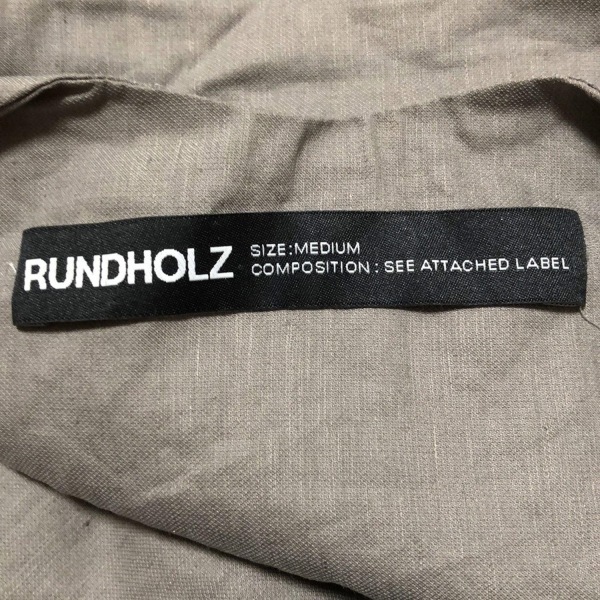 RUNDHOLZ
SIZE:MEDIUM
COMPOSITION: SEE ATTACHED LABEL